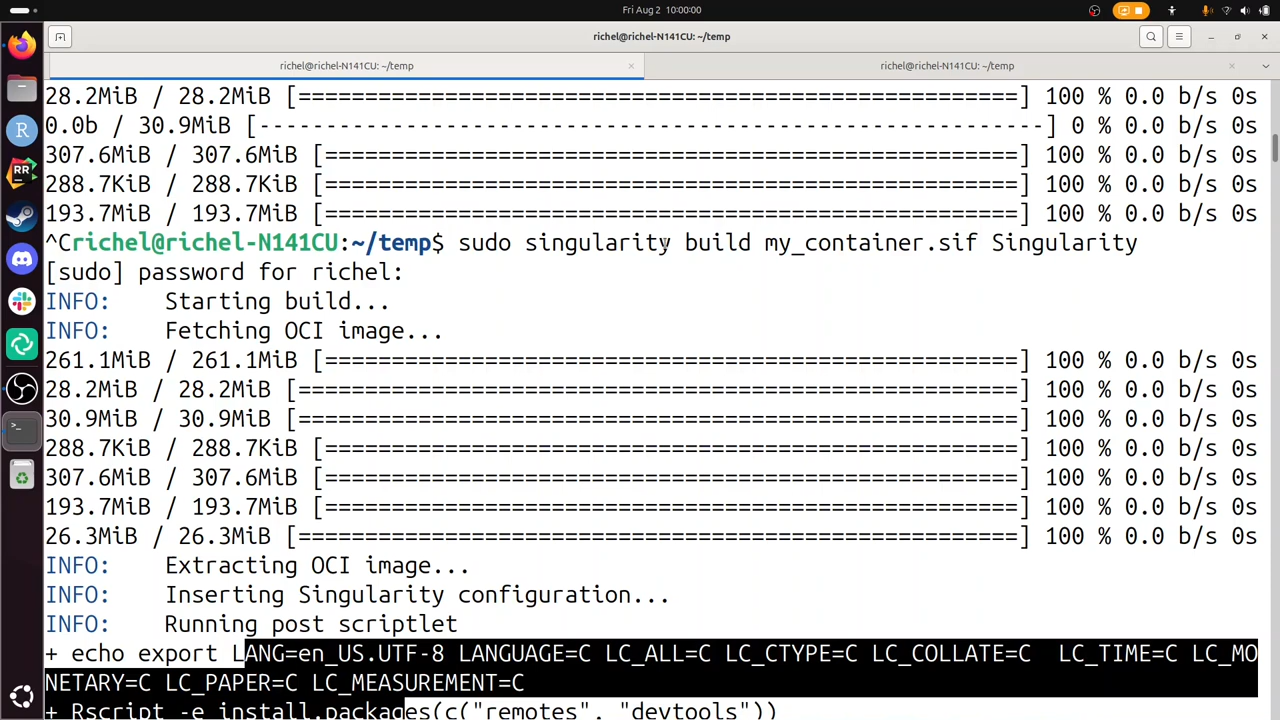 Fri Aug 2 10:00:00
richel@richel-N141CU: ~/temp
richel@richel-N141CU: ~/temp
richel@richel-N141CU: ~/temp
28.2MiB / 28.2MiB [====================================================] 100 % 0.0 b/s 0s
0.0b / 30.9MiB [-----------------------------------------------------------] 0 % 0.0 b/s 0s
307.6MiB / 307.6MiB [====================================================] 100 % 0.0 b/s 0s
288.7KiB / 288.7KiB [====================================================] 100 % 0.0 b/s 0s
193.7MiB / 193.7MiB [====================================================] 100 % 0.0 b/s 0s
^Crichel@richel-N141CU:~/temp$ sudo singularity build my_container.sif Singularity
[sudo] password for richel:
INFO:    Starting build...
INFO:    Fetching OCI image...
261.1MiB / 261.1MiB [====================================================] 100 % 0.0 b/s 0s
28.2MiB / 28.2MiB [======================================================] 100 % 0.0 b/s 0s
30.9MiB / 30.9MiB [======================================================] 100 % 0.0 b/s 0s
288.7KiB / 288.7KiB [====================================================] 100 % 0.0 b/s 0s
307.6MiB / 307.6MiB [====================================================] 100 % 0.0 b/s 0s
193.7MiB / 193.7MiB [====================================================] 100 % 0.0 b/s 0s
26.3MiB / 26.3MiB [======================================================] 100 % 0.0 b/s 0s
INFO:    Extracting OCI image...
INFO:    Inserting Singularity configuration...
INFO:    Running post scriptlet
+ echo export LANG=en_US.UTF-8 LANGUAGE=C LC_ALL=C LC_CTYPE=C LC_COLLATE=C  LC_TIME=C LC_MO
NETARY=C LC_PAPER=C LC_MEASUREMENT=C
+ Rscript -e install.packages(c("remotes", "devtools"))